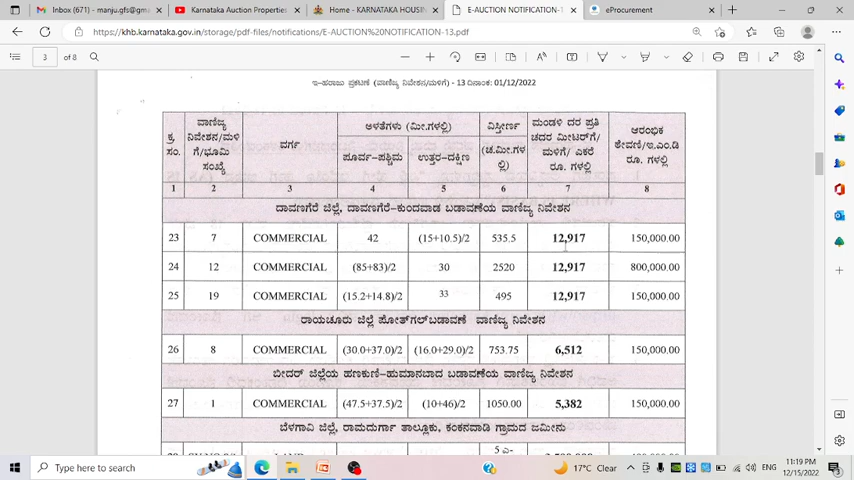 Inbox (671) - manju.gfs@gma
Karnataka Auction Properties
Home - KARNATAKA HOUSIN
E-AUCTION NOTIFICATION-1
eProcurement
https://khb.karnataka.gov.in/storage/pdf-files/notifications/E-AUCTION%20NOTIFICATION-13.pdf
3 of 8
ಇ-ಹರಾಜು ಪ್ರಕಟಣೆ (ವಾಣಿಜ್ಯ ನಿವೇಶನ/ಮಳಿಗೆ) - 13 ದಿನಾಂಕ: 01/12/2022
ಕ್ರ ಸಂ. ವಾಣಿಜ್ಯ ನಿವೇಶನ/ಮಳಿಗೆ/ಭೂಮಿ ಸಂಖ್ಯೆ ವರ್ಗ ಅಳತೆಗಳು (ಮೀ.ಗಳಲ್ಲಿ) ವಿಸ್ತೀರ್ಣ (ಚ.ಮೀ.ಗಳಲ್ಲಿ) ಮಂಡಳಿ ದರ ಪ್ರತಿ ಚದರ ಮೀಟರ್‌ಗೆ/ ಮಳಿಗೆ/ ಎಕರೆ ರೂ. ಗಳಲ್ಲಿ ಆರಂಭಿಕ ಠೇವಣಿ/ಇ.ಎಂ.ಡಿ ರೂ. ಗಳಲ್ಲಿ
ಪೂರ್ವ-ಪಶ್ಚಿಮ ಉತ್ತರ-ದಕ್ಷಿಣ
1 2 3 4 5 6 7 8
ದಾವಣಗೆರೆ ಜಿಲ್ಲೆ, ದಾವಣಗೆರೆ-ಕುಂದವಾಡ ಬಡಾವಣೆಯ ವಾಣಿಜ್ಯ ನಿವೇಶನ
23 7 COMMERCIAL 42 (15+10.5)/2 535.5 12,917 150,000.00
24 12 COMMERCIAL (85+83)/2 30 2520 12,917 800,000.00
25 19 COMMERCIAL (15.2+14.8)/2 33 495 12,917 150,000.00
ರಾಯಚೂರು ಜಿಲ್ಲೆ ಪೋತ್‌ಗಲ್ ಬಡಾವಣೆ ವಾಣಿಜ್ಯ ನಿವೇಶನ
26 8 COMMERCIAL (30.0+37.0)/2 (16.0+29.0)/2 753.75 6,512 150,000.00
ಬೀದರ್ ಜಿಲ್ಲೆಯ ಹಣಕುಣಿ-ಹುಮಾನಬಾದ ಬಡಾವಣೆಯ ವಾಣಿಜ್ಯ ನಿವೇಶನ
27 1 COMMERCIAL (47.5+37.5)/2 (10+46)/2 1050.00 5,382 150,000.00
ಬೆಳಗಾವಿ ಜಿಲ್ಲೆ, ರಾಮದುರ್ಗಾ ತಾಲ್ಲೂಕು, ಕಂಕನವಾಡಿ ಗ್ರಾಮದ ಜಮೀನು
5 ಎ-
Type here to search
17°C Clear
ENG
11:19 PM
12/15/2022